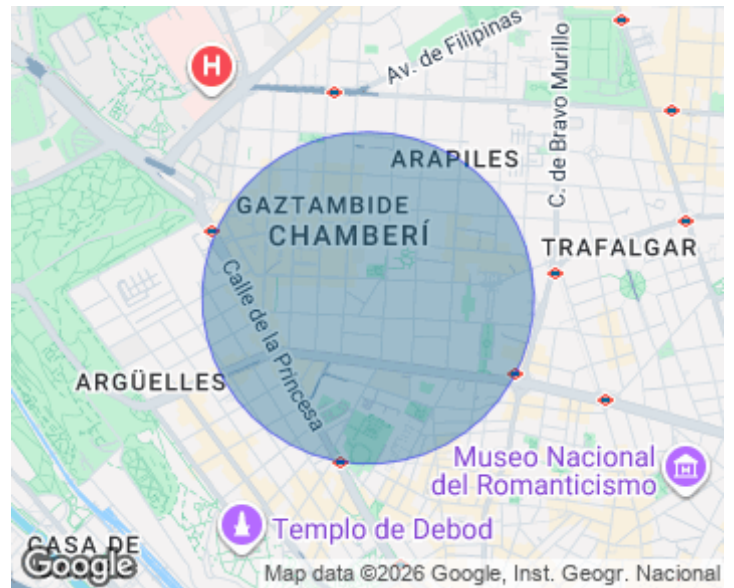 H
Av. de Filipinas
C. de Bravo Murillo
ARAPILES
GAZTAMBIDE
CHAMBERÍ
TRAFALGAR
Calle de la Princesa
ARGÜELLES
Museo Nacional
del Romanticismo
Templo de Debod
CASA DE
Google
Map data ©2026 Google, Inst. Geogr. Nacional